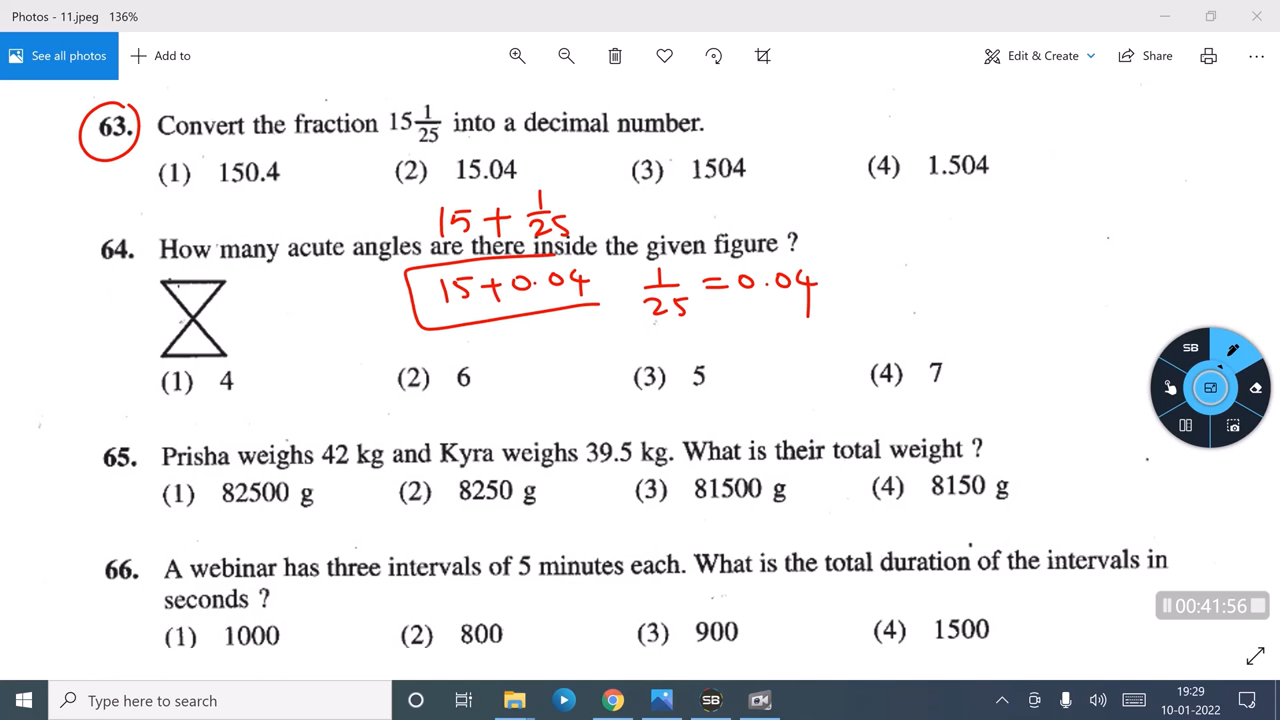 Photos - 11.jpeg 136%
See all photos
Add to
Edit & Create
Share
63. Convert the fraction 15 1/25 into a decimal number.
(1) 150.4 (2) 15.04 (3) 1504 (4) 1.504
15 + 1/25
64. How many acute angles are there inside the given figure ?
15+0.04 1/25 = 0.04
(1) 4 (2) 6 (3) 5 (4) 7
SB
65. Prisha weighs 42 kg and Kyra weighs 39.5 kg. What is their total weight ?
(1) 82500 g (2) 8250 g (3) 81500 g (4) 8150 g
66. A webinar has three intervals of 5 minutes each. What is the total duration of the intervals in
seconds ?
00:41:56
(1) 1000 (2) 800 (3) 900 (4) 1500
Type here to search
SB
19:29
10-01-2022